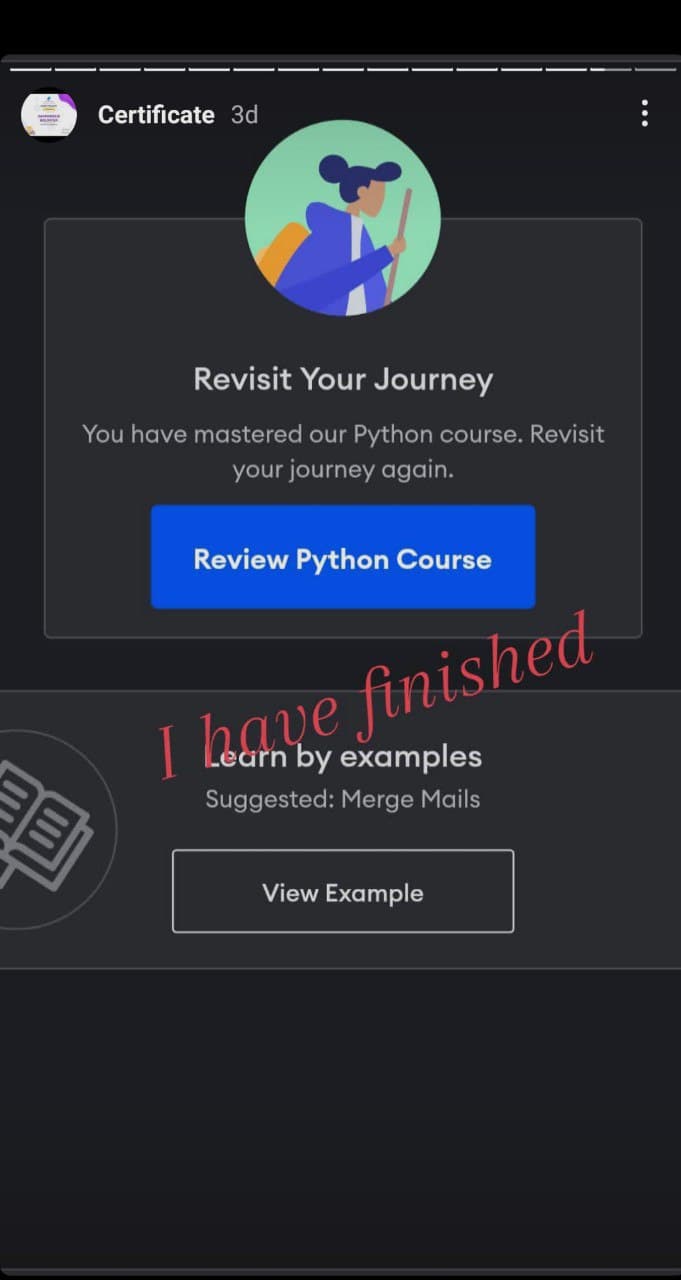 Certificate 3d
Revisit Your Journey
You have mastered our Python course. Revisit
your journey again.
Review Python Course
I have finished
Learn by examples
Suggested: Merge Mails
View Example